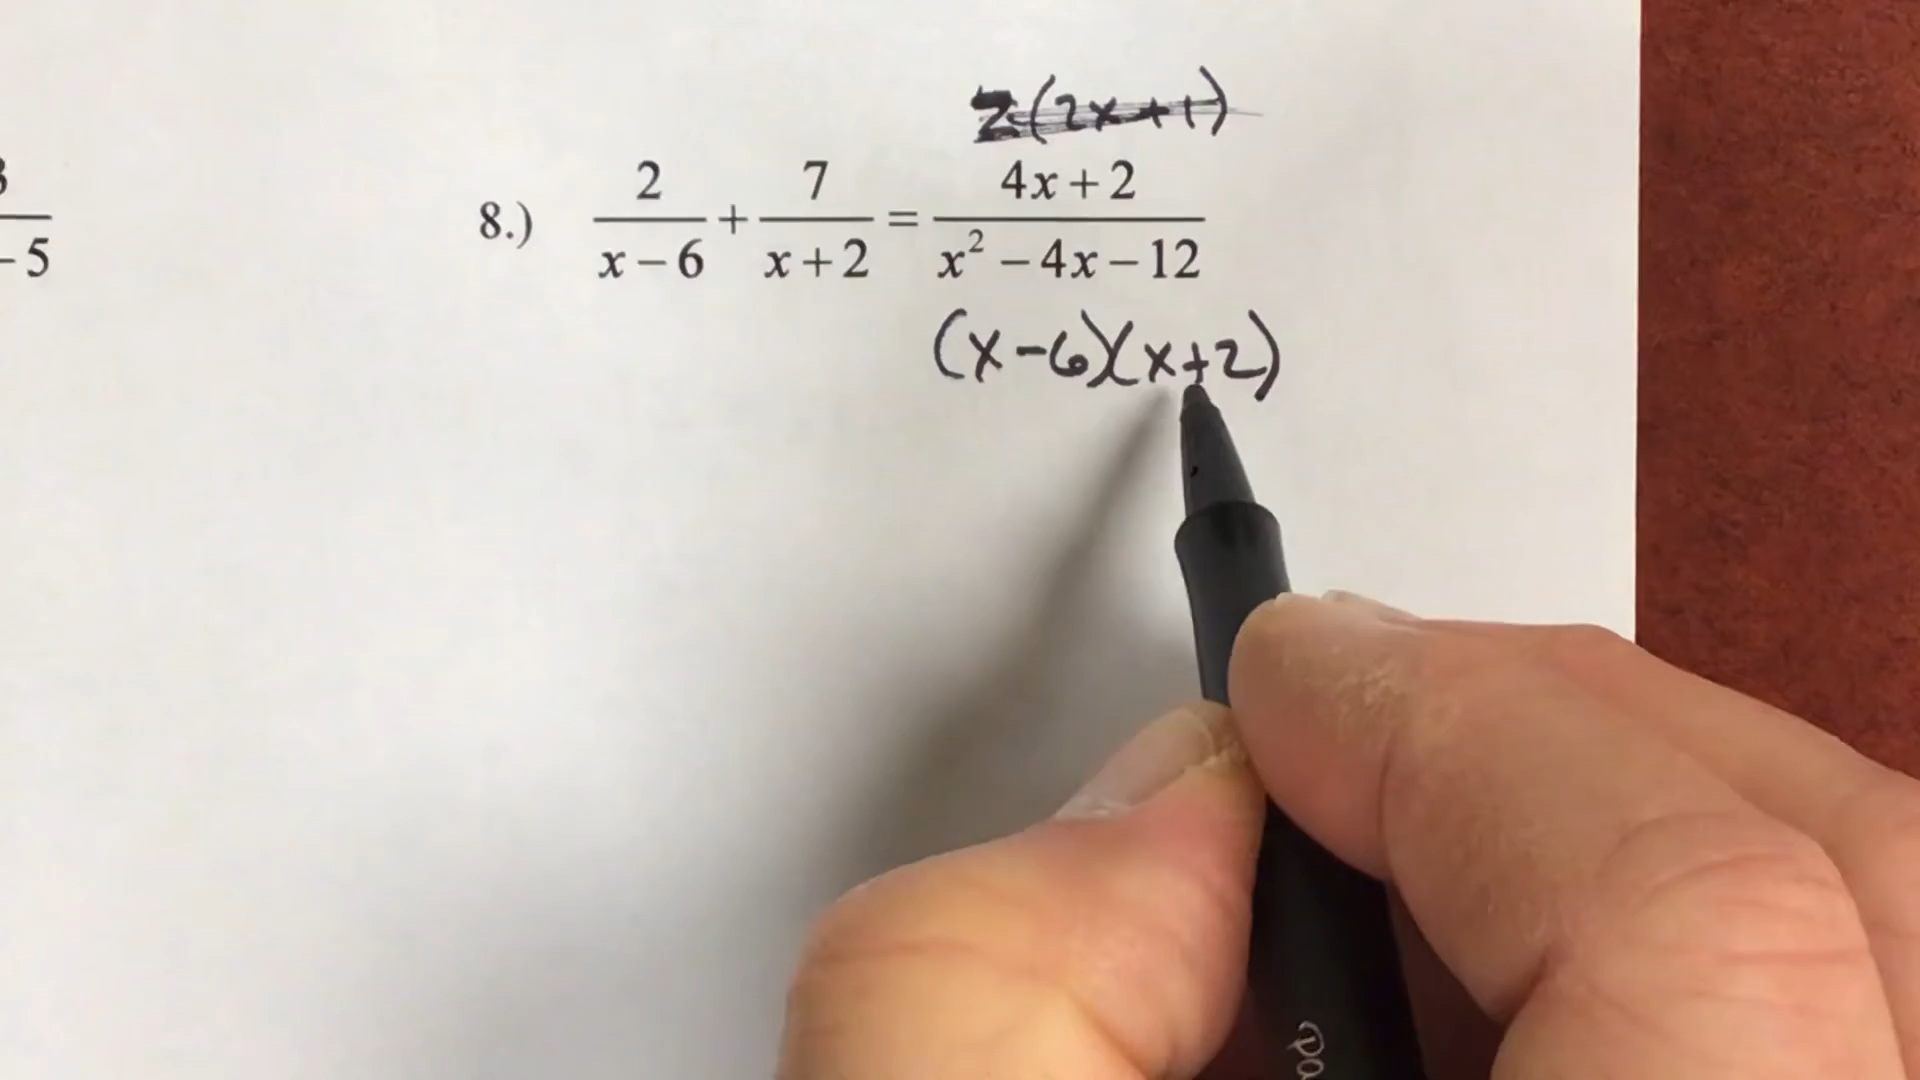 2(2x+1)
3/-5
8.) 2/(x-6) + 7/(x+2) = (4x+2)/(x²-4x-12)
(x-6)(x+2)